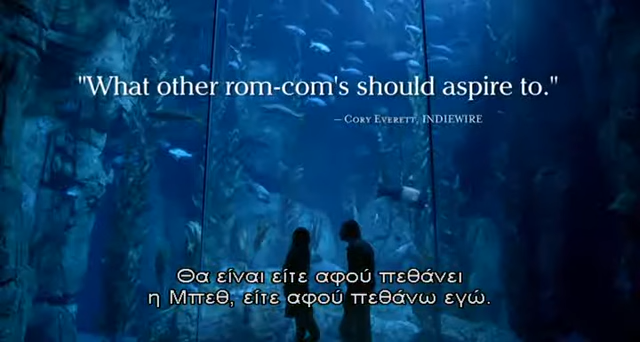 "What other rom-com's should aspire to."
— CORY EVERETT, INDIEWIRE
Θα είναι είτε αφού πεθάνει
η Μπεθ, είτε αφού πεθάνω εγώ.